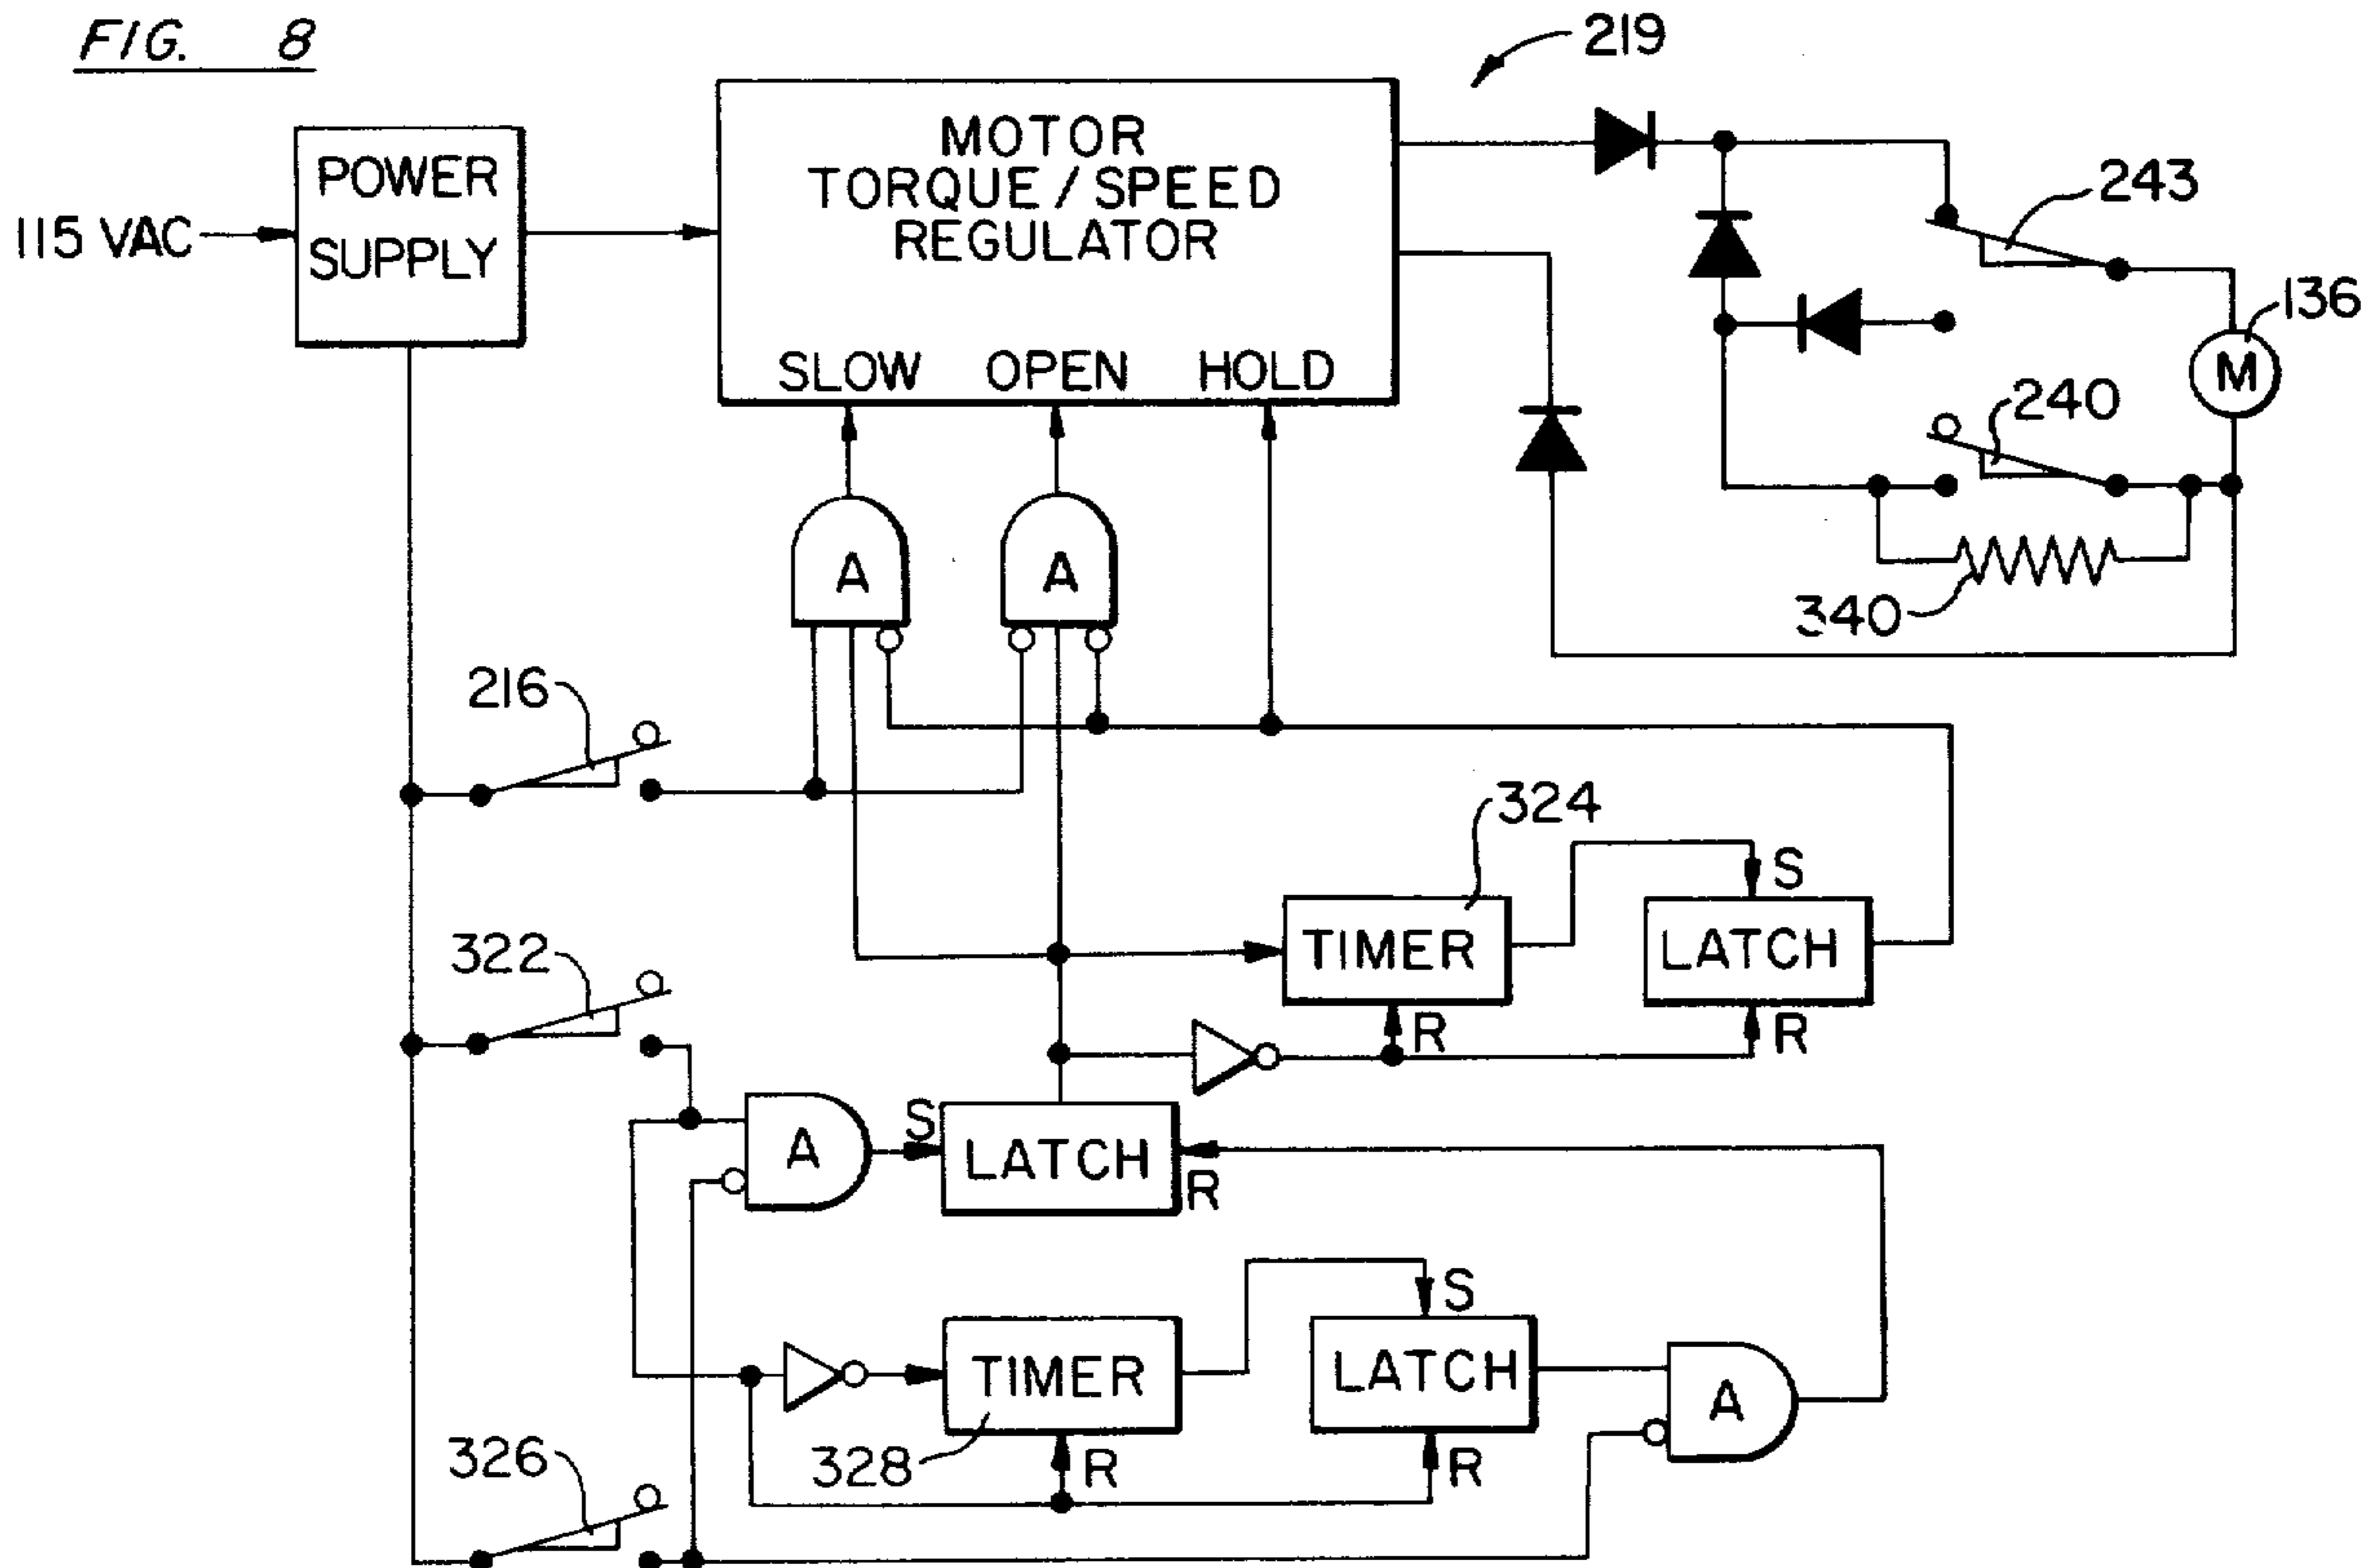 FIG. 8
219
MOTOR
TORQUE/SPEED
REGULATOR
POWER
SUPPLY
115 VAC
243
136
M
SLOW OPEN HOLD
240
A
A
340
216
324
S
TIMER
LATCH
322
R
R
A
S
LATCH
R
S
TIMER
LATCH
A
326
328
R
R